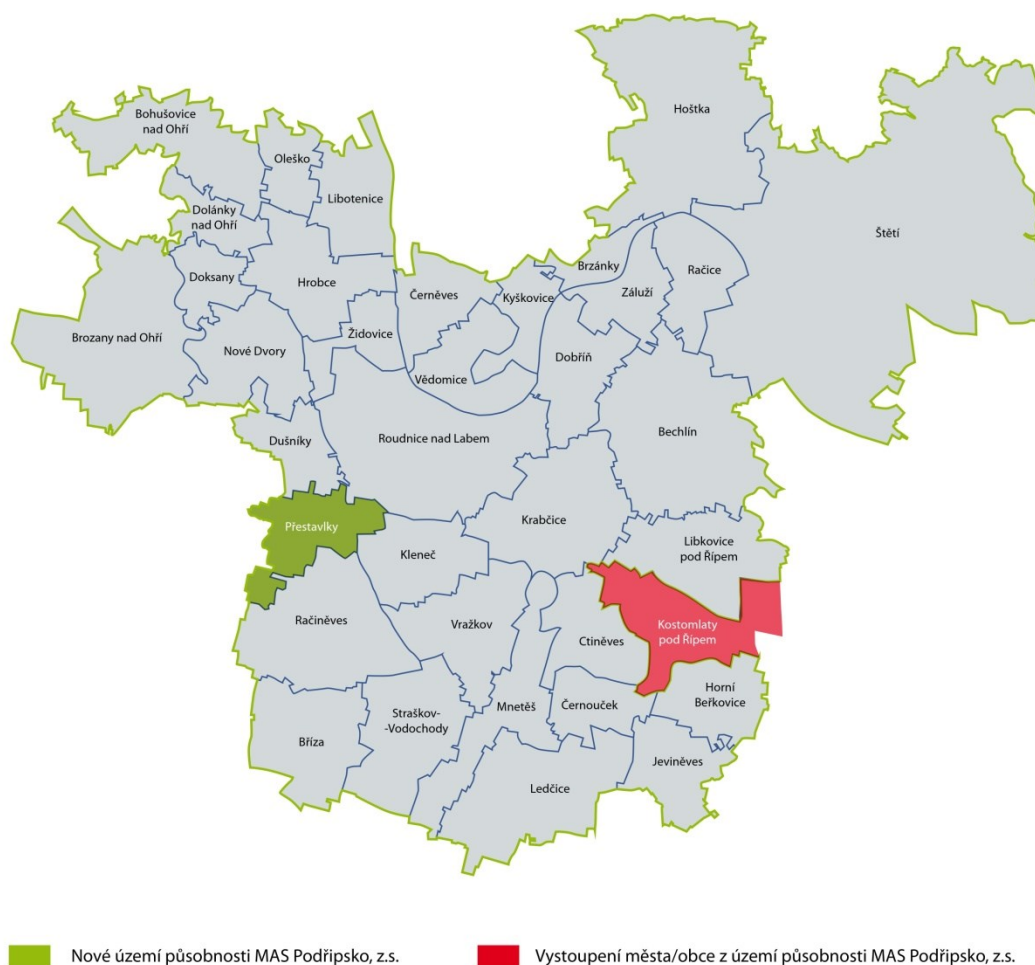 Hoštka
Bohušovice
nad Ohří
Oleško
Libotenice
Dolánky
nad Ohří
Štětí
Brzánky
Račice
Doksany
Hrobce
Černěves
Kyškovice
Záluží
Židovice
Brozany nad Ohří
Nové Dvory
Dobříň
Vědomice
Dušníky
Roudnice nad Labem
Bechlín
Krabčice
Přestavlky
Libkovice
pod Řípem
Kleneč
Račiněves
Vražkov
Ctiněves
Kostomlaty
pod Řípem
Horní
Beřkovice
Straškov-
-Vodochody
Mnetěš
Černouček
Bříza
Jeviněves
Ledčice
Nové území působnosti MAS Podřipsko, z.s.
Vystoupení města/obce z území působnosti MAS Podřipsko, z.s.